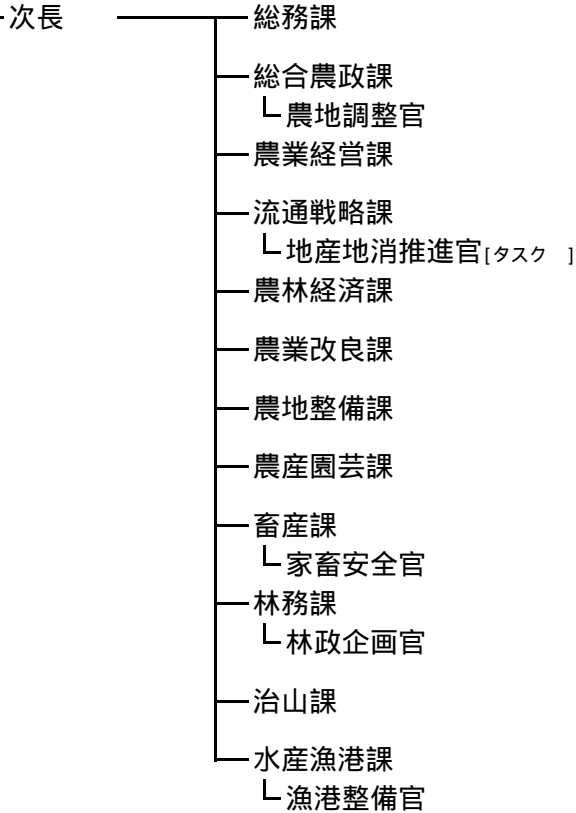 次長 総務課
総合農政課
農地調整官
農業経営課
流通戦略課
地産地消推進官[タスク　]
農林経済課
農業改良課
農地整備課
農産園芸課
畜産課
家畜安全官
林務課
林政企画官
治山課
水産漁港課
漁港整備官